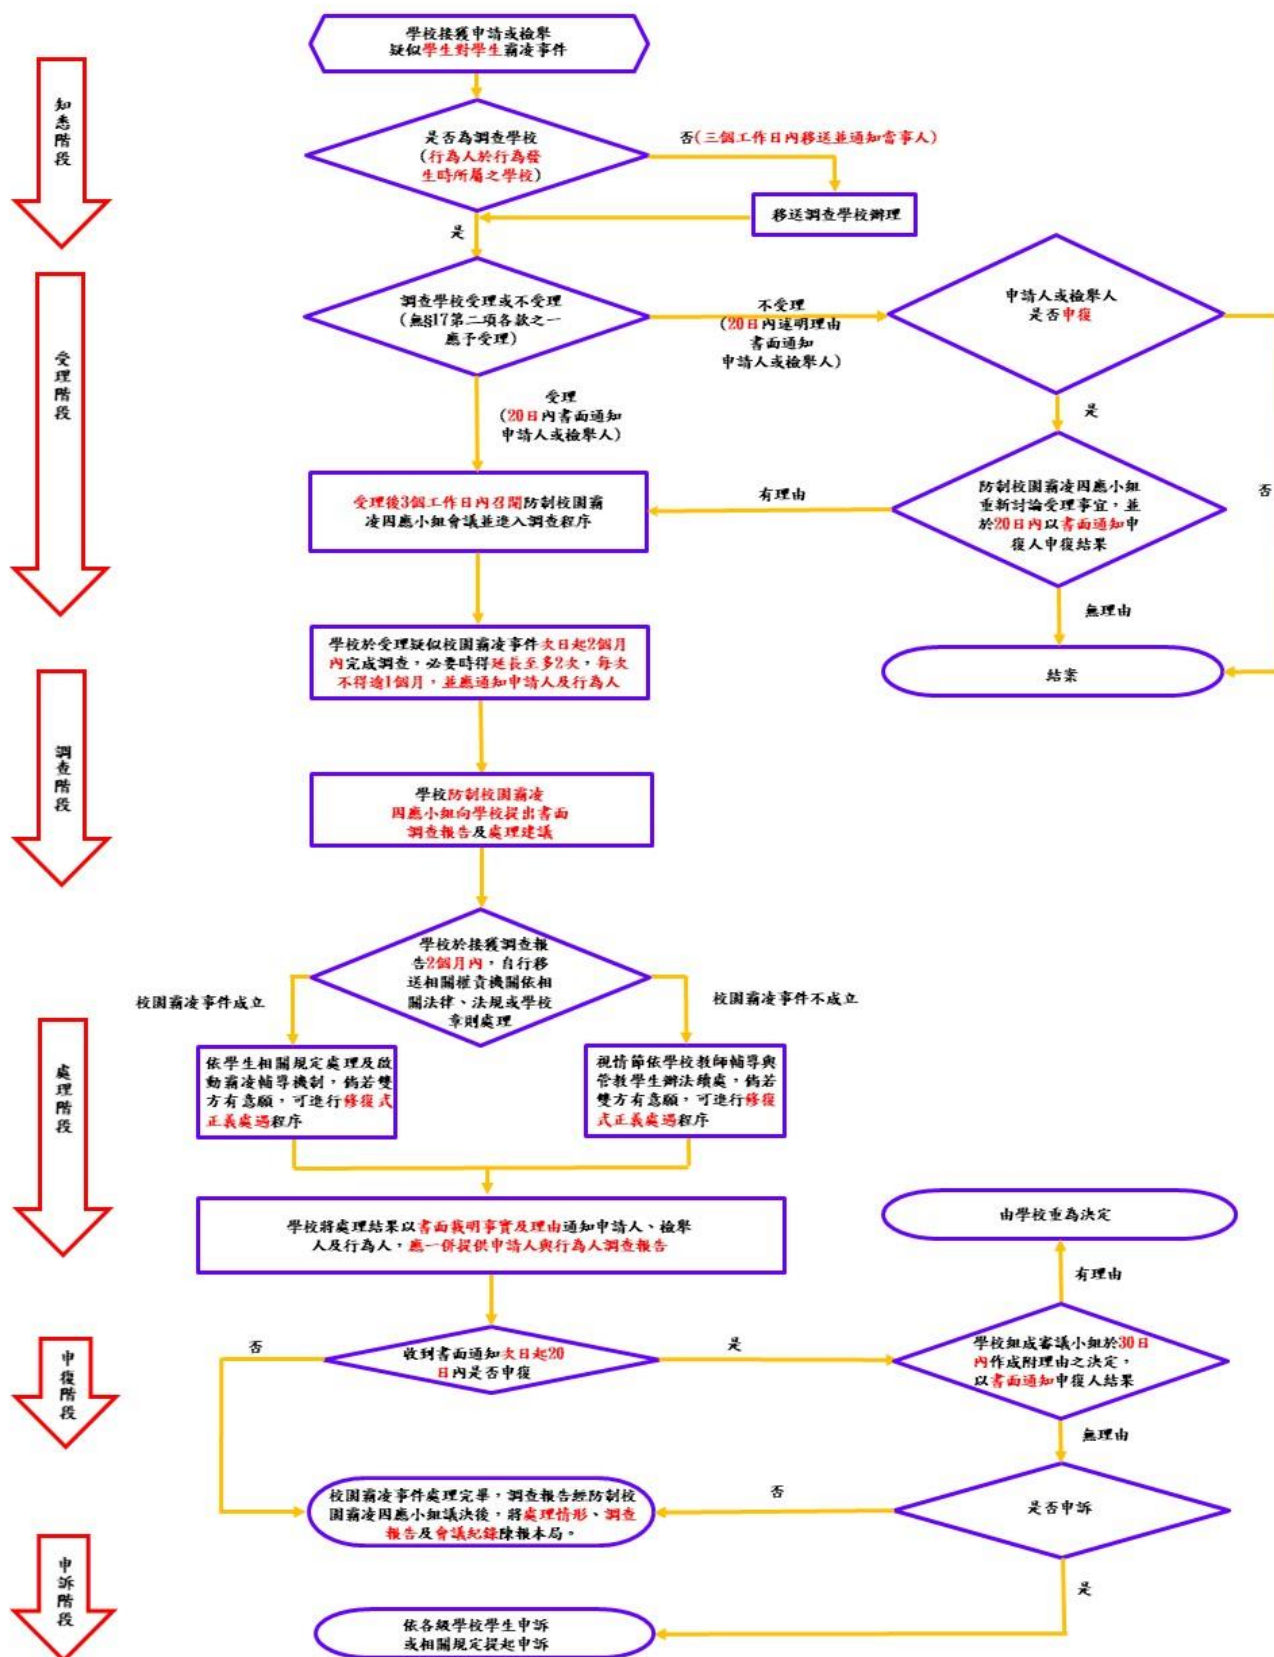 學校接獲申請或檢舉
疑似學生對學生霸凌事件
知悉階段
是否為調查學校
(行為人於行為發
生時所屬之學校)
否(三個工作日內移送並通知當事人)
移送調查學校辦理
是
受理階段
調查學校受理或不受理
(無§17第二項各款之一
應予受理)
不受理
(20日內述明理由
書面通知
申請人或檢舉人)
申請人或檢舉人
是否申復
受理
(20日內書面通知
申請人或檢舉人)
是
否
受理後3個工作日內召開防制校園霸
凌因應小組會議並進入調查程序
有理由
防制校園霸凌因應小組
重新討論受理事宜，並
於20日內以書面通知申
復人申復結果
無理由
結案
調查階段
學校於受理疑似校園霸凌事件次日起2個月
內完成調查，必要時得延長至多2次，每次
不得逾1個月，並應通知申請人及行為人
學校防制校園霸凌
因應小組向學校提出書面
調查報告及處理建議
處理階段
學校於接獲調查報
告2個月內，自行移
送相關權責機關依相
關法律、法規或學校
章則處理
校園霸凌事件成立
校園霸凌事件不成立
依學生相關規定處理及啟
動霸凌輔導機制，倘若雙
方有意願，可進行修復式
正義處遇程序
視情節依學校教師輔導與
管教學生辦法續處，倘若
雙方有意願，可進行修復
式正義處遇程序
學校將處理結果以書面載明事實及理由通知申請人、檢舉
人及行為人，應一併提供申請人與行為人調查報告
由學校重為決定
有理由
申復階段
否
收到書面通知次日起20
日內是否申復
是
學校組成審議小組於30日
內作成附理由之決定，
以書面通知申復人結果
無理由
校園霸凌事件處理完畢，調查報告經防制校
園霸凌因應小組議決後，將處理情形、調查
報告及會議紀錄陳報本局。
否
是否申訴
是
申訴階段
依各級學校學生申訴
或相關規定提起申訴